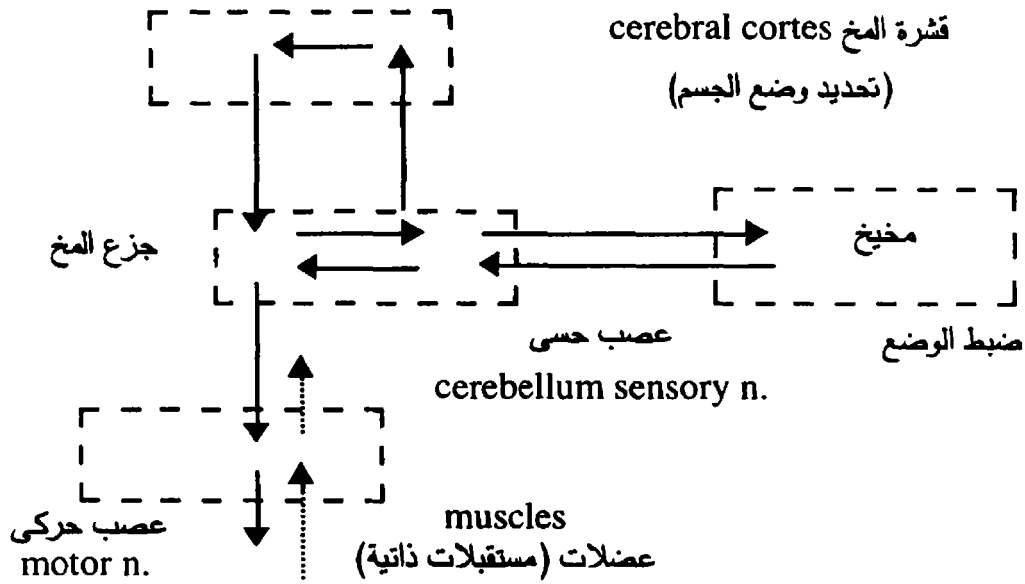 قشرة المخ cerebral cortes
(تحديد وضع الجسم)
جزع المخ
مخيخ
عصب حسى
ضبط الوضع
cerebellum sensory n.
عصب حركى
motor n.
muscles
عضلات (مستقبلات ذاتية)